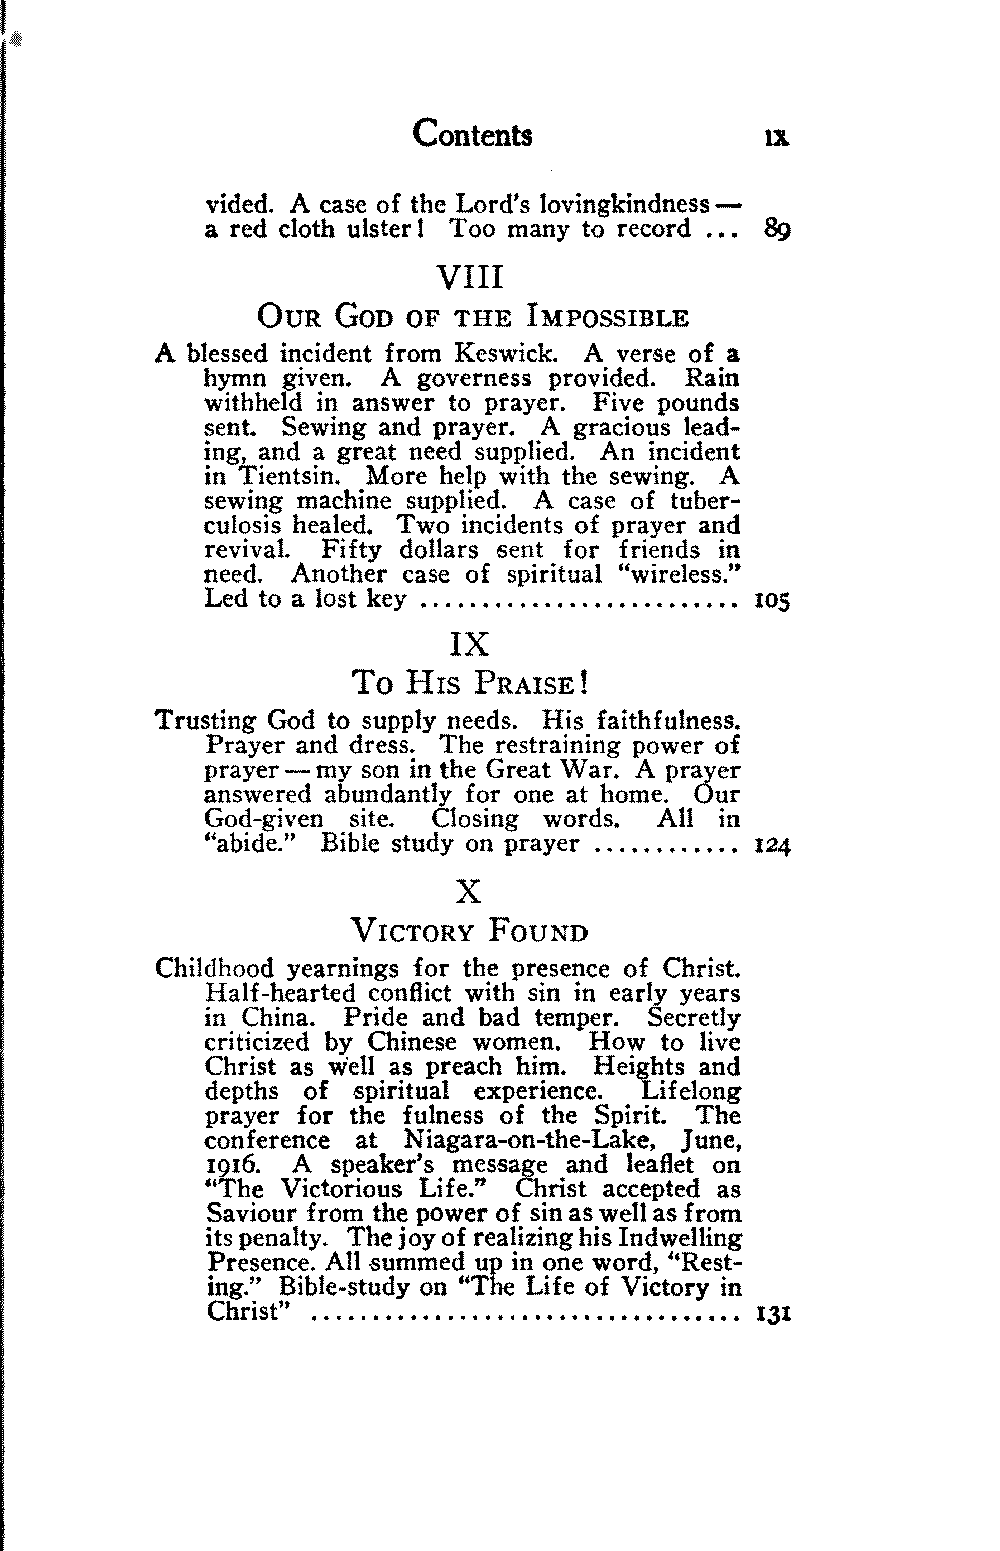 Contents ix
vided. A case of the Lord's lovingkindness—
a red cloth ulster! Too many to record ... 89
VIII
OUR GOD OF THE IMPOSSIBLE
A blessed incident from Keswick. A verse of a
hymn given. A governess provided. Rain
withheld in answer to prayer. Five pounds
sent. Sewing and prayer. A gracious lead-
ing, and a great need supplied. An incident
in Tientsin. More help with the sewing. A
sewing machine supplied. A case of tuber-
culosis healed. Two incidents of prayer and
revival. Fifty dollars sent for friends in
need. Another case of spiritual "wireless."
Led to a lost key .......................... 105
IX
TO HIS PRAISE!
Trusting God to supply needs. His faithfulness.
Prayer and dress. The restraining power of
prayer—my son in the Great War. A prayer
answered abundantly for one at home. Our
God-given site. Closing words. All in
"abide." Bible study on prayer ............ 124
X
VICTORY FOUND
Childhood yearnings for the presence of Christ.
Half-hearted conflict with sin in early years
in China. Pride and bad temper. Secretly
criticized by Chinese women. How to live
Christ as well as preach him. Heights and
depths of spiritual experience. Lifelong
prayer for the fulness of the Spirit. The
conference at Niagara-on-the-Lake, June,
1916. A speaker's message and leaflet on
"The Victorious Life." Christ accepted as
Saviour from the power of sin as well as from
its penalty. The joy of realizing his Indwelling
Presence. All summed up in one word, "Rest-
ing." Bible-study on "The Life of Victory in
Christ" ................................... 131